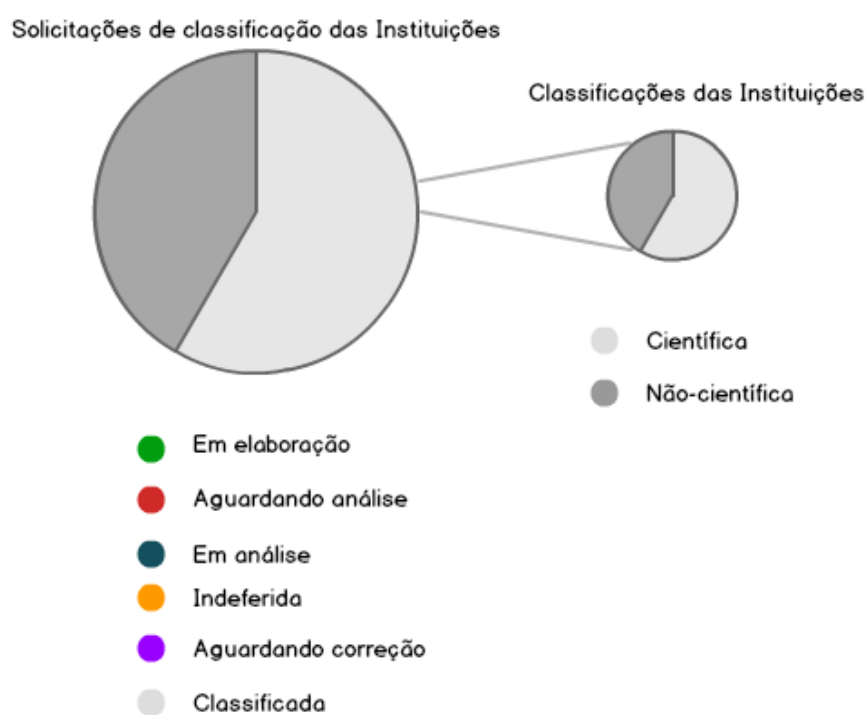 Solicitações de classificação das Instituições
Classificações das Instituições
Científica
Não-científica
Em elaboração
Aguardando análise
Em análise
Indeferida
Aguardando correção
Classificada